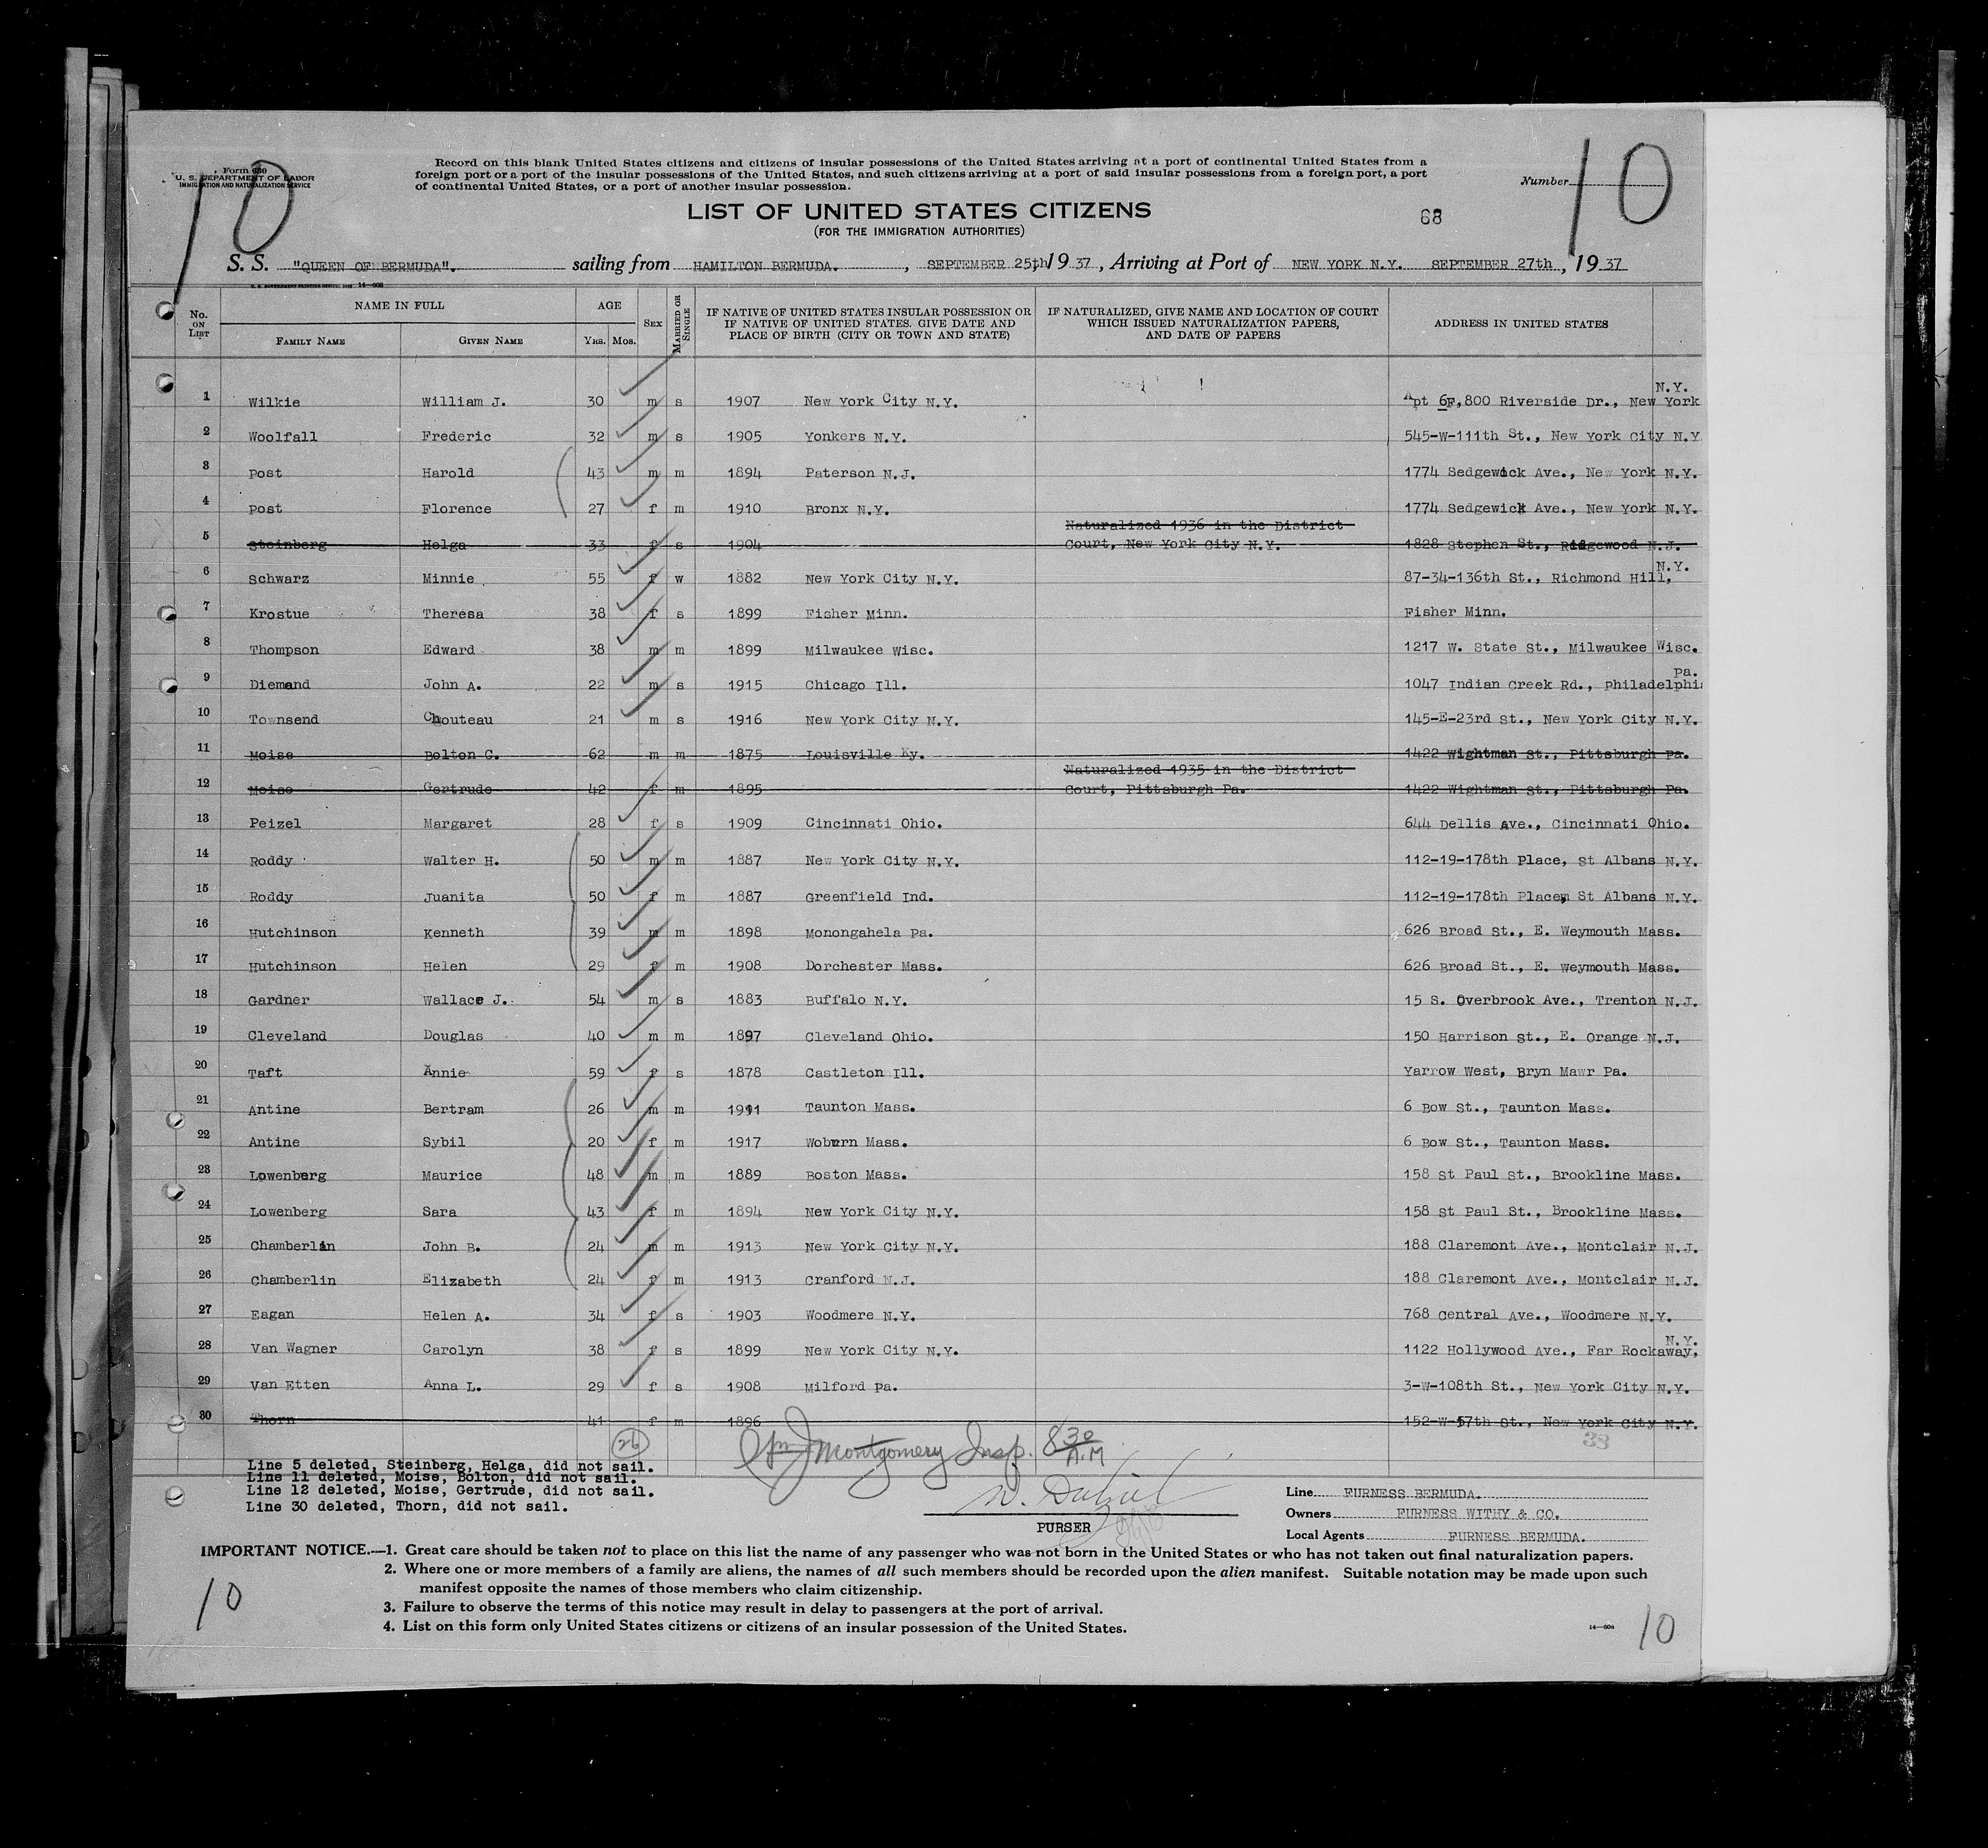 Form 630
U. S. DEPARTMENT OF LABOR
IMMIGRATION AND NATURALIZATION SERVICE
10
Record on this blank United States citizens and citizens of insular possessions of the United States arriving at a port of continental United States from a
foreign port or a port of the insular possessions of the United States, and such citizens arriving at a port of said insular possessions from a foreign port, a port
of continental United States, or a port of another insular possession.
Number
10
LIST OF UNITED STATES CITIZENS
(FOR THE IMMIGRATION AUTHORITIES)
68
S. S. "QUEEN OF BERMUDA". sailing from HAMILTON BERMUDA. , SEPTEMBER 25th, 19 37 , Arriving at Port of NEW YORK N.Y. SEPTEMBER 27th , 19 37
No. ON LIST NAME IN FULL AGE SEX MARRIED OR SINGLE IF NATIVE OF UNITED STATES INSULAR POSSESSION OR IF NATIVE OF UNITED STATES. GIVE DATE AND PLACE OF BIRTH (CITY OR TOWN AND STATE) IF NATURALIZED, GIVE NAME AND LOCATION OF COURT WHICH ISSUED NATURALIZATION PAPERS, AND DATE OF PAPERS ADDRESS IN UNITED STATES
FAMILY NAME GIVEN NAME YRS. MOS.
1 Wilkie William J. 30 m s 1907 New York City N.Y. Apt 6F,800 Riverside Dr., New York N.Y.
2 Woolfall Frederic 32 m s 1905 Yonkers N.Y. 545-W-111th St., New York City N.Y
3 Post Harold 43 m m 1894 Paterson N.J. 1774 Sedgewick Ave., New York N.Y.
4 Post Florence 27 f m 1910 Bronx N.Y. 1774 Sedgewick Ave., New York N.Y.
Naturalized 1936 in the District
5 Steinberg Helga 33 f s 1904 Court, New York City N.Y. 1828 Stephen St., Ridgewood N.J.
6 Schwarz Minnie 55 f w 1882 New York City N.Y. 87-34-136th St., Richmond Hill, N.Y.
7 Krostue Theresa 38 f s 1899 Fisher Minn. Fisher Minn.
8 Thompson Edward 38 m m 1899 Milwaukee Wisc. 1217 W. State St., Milwaukee Wisc.
9 Diemand John A. 22 m s 1915 Chicago Ill. 1047 Indian Creek Rd., Philadelphia Pa.
10 Townsend Chouteau 21 m s 1916 New York City N.Y. 145-E-23rd St., New York City N.Y.
11 Moise Bolton C. 62 m m 1875 Louisville Ky. 1422 Wightman St., Pittsburgh Pa.
Naturalized 1935 in the District
12 Moise Gertrude 42 f m 1895 Court, Pittsburgh Pa. 1422 Wightman St., Pittsburgh Pa.
13 Peizel Margaret 28 f s 1909 Cincinnati Ohio. 644 Dellis Ave., Cincinnati Ohio.
14 Roddy Walter H. 50 m m 1887 New York City N.Y. 112-19-178th Place, St Albans N.Y.
15 Roddy Juanita 50 f m 1887 Greenfield Ind. 112-19-178th Place, St Albans N.Y.
16 Hutchinson Kenneth 39 m m 1898 Monongahela Pa. 626 Broad St., E. Weymouth Mass.
17 Hutchinson Helen 29 f m 1908 Dorchester Mass. 626 Broad St., E. Weymouth Mass.
18 Gardner Wallace J. 54 m s 1883 Buffalo N.Y. 15 S. Overbrook Ave., Trenton N.J.
19 Cleveland Douglas 40 m m 1897 Cleveland Ohio. 150 Harrison St., E. Orange N.J.
20 Taft Annie 59 f s 1878 Castleton Ill. Yarrow West, Bryn Mawr Pa.
21 Antine Bertram 26 m m 1911 Taunton Mass. 6 Bow St., Taunton Mass.
22 Antine Sybil 20 f m 1917 Woburn Mass. 6 Bow St., Taunton Mass.
23 Lowenberg Maurice 48 m m 1889 Boston Mass. 158 St Paul St., Brookline Mass.
24 Lowenberg Sara 43 f m 1894 New York City N.Y. 158 St Paul St., Brookline Mass.
25 Chamberlin John B. 24 m m 1913 New York City N.Y. 188 Claremont Ave., Montclair N.J.
26 Chamberlin Elizabeth 24 f m 1913 Cranford N.J. 188 Claremont Ave., Montclair N.J.
27 Eagan Helen A. 34 f s 1903 Woodmere N.Y. 768 Central Ave., Woodmere N.Y.
28 Van Wagner Carolyn 38 f s 1899 New York City N.Y. 1122 Hollywood Ave., Far Rockaway, N.Y.
29 Van Etten Anna L. 29 f s 1908 Milford Pa. 3-W-108th St., New York City N.Y.
30 Thorn 41 f m 1896 152-W-57th St., New York City N.Y.
26
Montgomery Insp. 830 A.M
38
Line 5 deleted, Steinberg, Helga, did not sail.
Line 11 deleted, Moise, Bolton, did not sail.
Line 12 deleted, Moise, Gertrude, did not sail.
Line 30 deleted, Thorn, did not sail.
PURSER
Line FURNESS BERMUDA.
Owners FURNESS WITHY & CO.
Local Agents FURNESS BERMUDA.
IMPORTANT NOTICE.—1. Great care should be taken not to place on this list the name of any passenger who was not born in the United States or who has not taken out final naturalization papers.
2. Where one or more members of a family are aliens, the names of all such members should be recorded upon the alien manifest. Suitable notation may be made upon such
manifest opposite the names of those members who claim citizenship.
3. Failure to observe the terms of this notice may result in delay to passengers at the port of arrival.
4. List on this form only United States citizens or citizens of an insular possession of the United States.
10
14—608
10